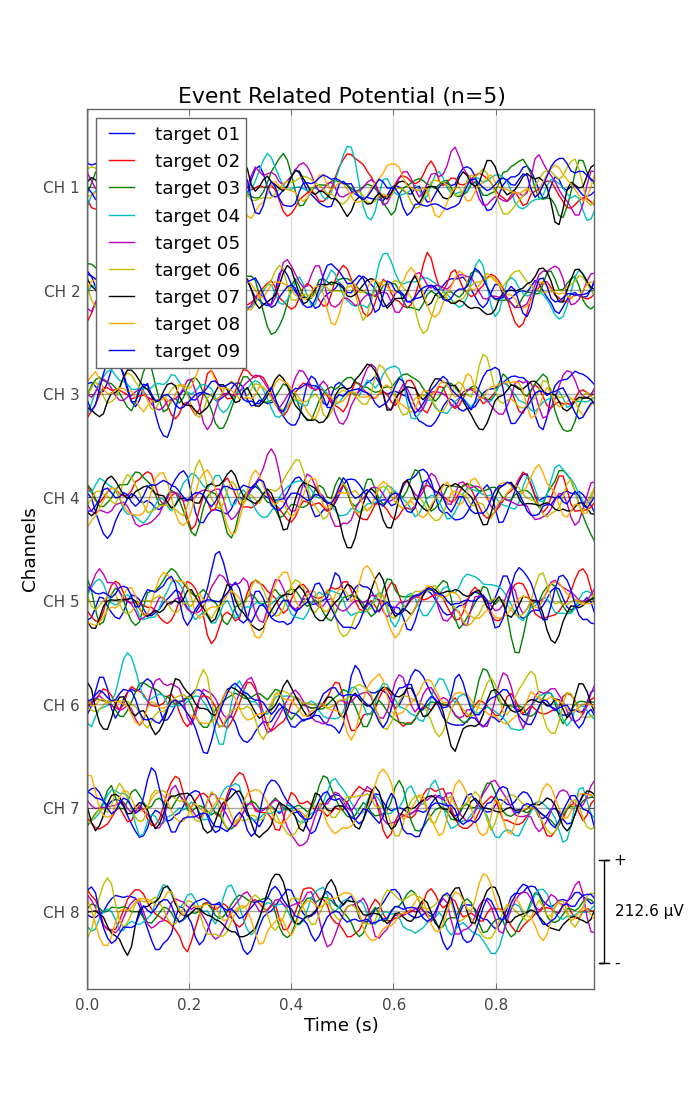 Event Related Potential (n=5)
target 01
target 02
target 03
target 04
target 05
target 06
target 07
target 08
target 09
CH 1
CH 2
CH 3
CH 4
CH 5
CH 6
CH 7
CH 8
Channels
+
212.6 µV
-
0.0 0.2 0.4 0.6 0.8
Time (s)